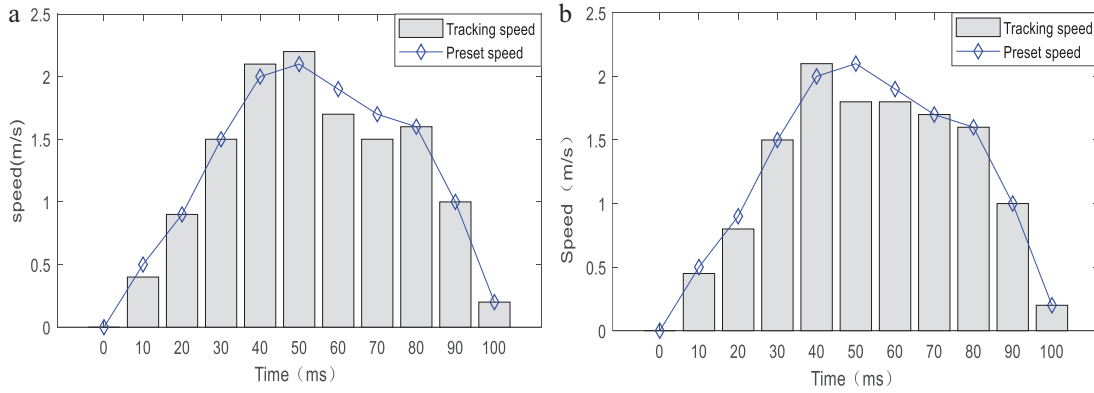 a
2.5
2
1.5
1
0.5
0
speed(m/s)
Tracking speed
Preset speed
0 10 20 30 40 50 60 70 80 90 100
Time（ms）
b
2.5
2
1.5
1
0.5
0
Speed（m/s）
Tracking speed
Preset speed
0 10 20 30 40 50 60 70 80 90 100
Time（ms）